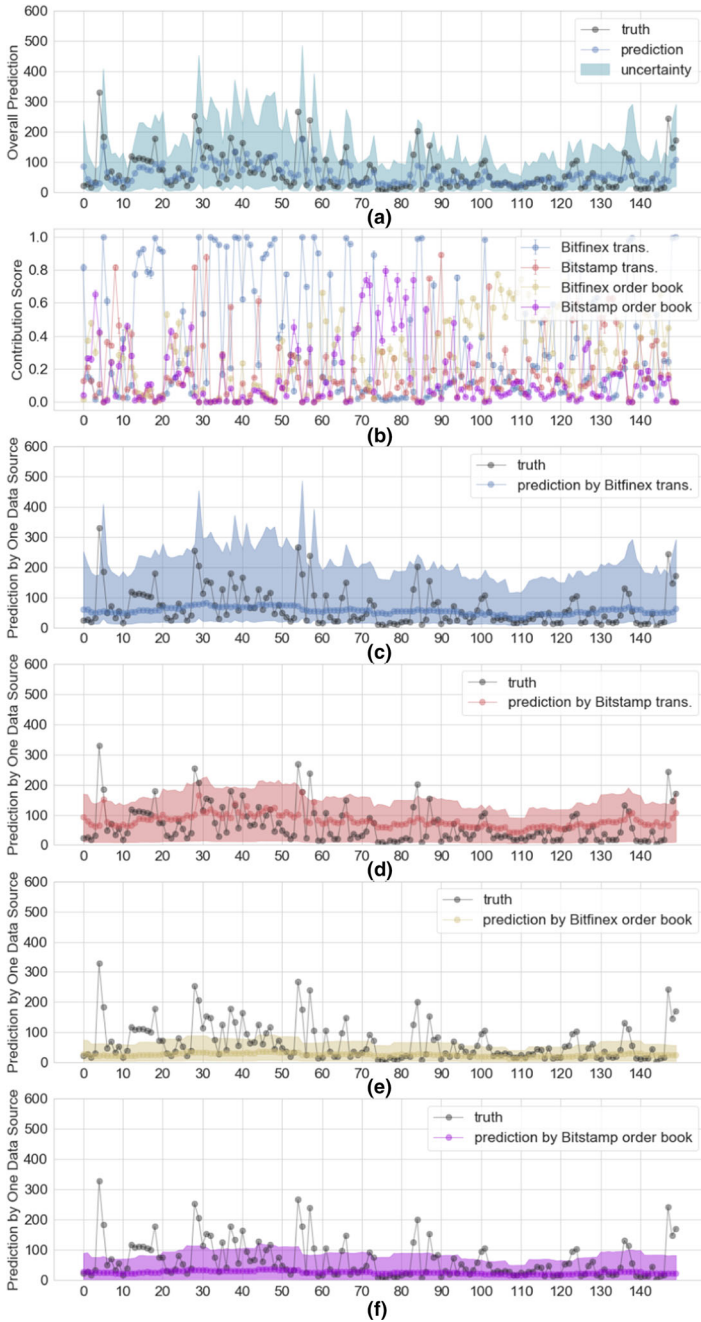 600
500
400
300
200
100
0
Overall Prediction
truth
prediction
uncertainty
0 10 20 30 40 50 60 70 80 90 100 110 120 130 140
(a)
1.0
0.8
0.6
0.4
0.2
0.0
Contribution Score
Bitfinex trans.
Bitstamp trans.
Bitfinex order book
Bitstamp order book
0 10 20 30 40 50 60 70 80 90 100 110 120 130 140
(b)
600
500
400
300
200
100
0
Prediction by One Data Source
truth
prediction by Bitfinex trans.
0 10 20 30 40 50 60 70 80 90 100 110 120 130 140
(c)
600
500
400
300
200
100
0
Prediction by One Data Source
truth
prediction by Bitstamp trans.
0 10 20 30 40 50 60 70 80 90 100 110 120 130 140
(d)
600
500
400
300
200
100
0
Prediction by One Data Source
truth
prediction by Bitfinex order book
0 10 20 30 40 50 60 70 80 90 100 110 120 130 140
(e)
600
500
400
300
200
100
0
Prediction by One Data Source
truth
prediction by Bitstamp order book
0 10 20 30 40 50 60 70 80 90 100 110 120 130 140
(f)